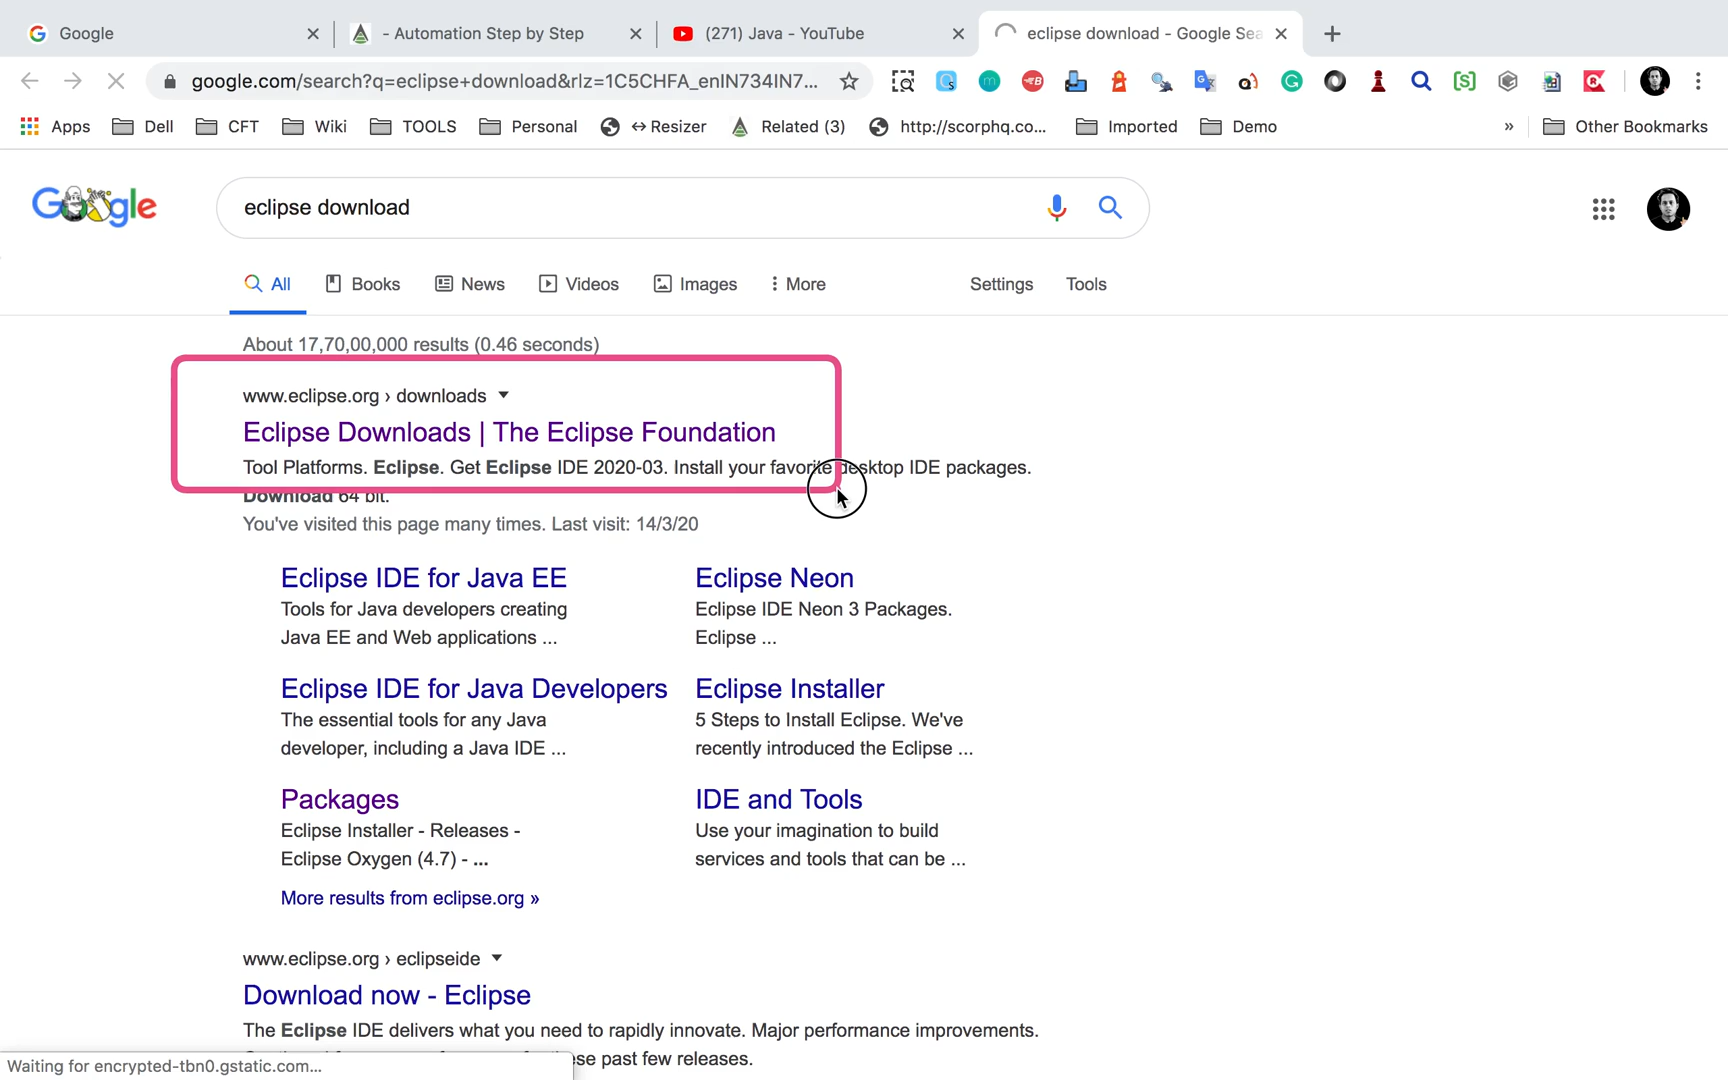 Google
- Automation Step by Step
(271) Java - YouTube
eclipse download - Google Sea
google.com/search?q=eclipse+download&rlz=1C5CHFA_enIN734IN7...
Apps
Dell
CFT
Wiki
TOOLS
Personal
↔Resizer
Related (3)
http://scorphq.co...
Imported
Demo
»
Other Bookmarks
Google
eclipse download
All
Books
News
Videos
Images
More
Settings
Tools
About 17,70,00,000 results (0.46 seconds)
www.eclipse.org › downloads
Eclipse Downloads | The Eclipse Foundation
Tool Platforms. Eclipse. Get Eclipse IDE 2020-03. Install your favorite desktop IDE packages.
Download 64 bit.
You've visited this page many times. Last visit: 14/3/20
Eclipse IDE for Java EE
Tools for Java developers creating
Java EE and Web applications ...
Eclipse Neon
Eclipse IDE Neon 3 Packages.
Eclipse ...
Eclipse IDE for Java Developers
The essential tools for any Java
developer, including a Java IDE ...
Eclipse Installer
5 Steps to Install Eclipse. We've
recently introduced the Eclipse ...
Packages
Eclipse Installer - Releases -
Eclipse Oxygen (4.7) - ...
IDE and Tools
Use your imagination to build
services and tools that can be ...
More results from eclipse.org »
www.eclipse.org › eclipseide
Download now - Eclipse
The Eclipse IDE delivers what you need to rapidly innovate. Major performance improvements.
se past few releases.
Waiting for encrypted-tbn0.gstatic.com...